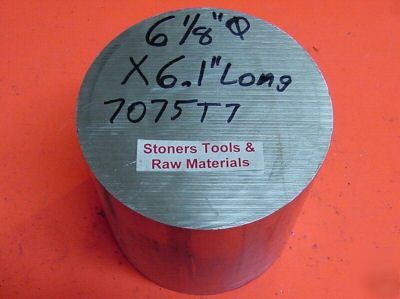 6 1/8"Ø
X 6.1" Long
7075T7
Stoners Tools &
Raw Materials